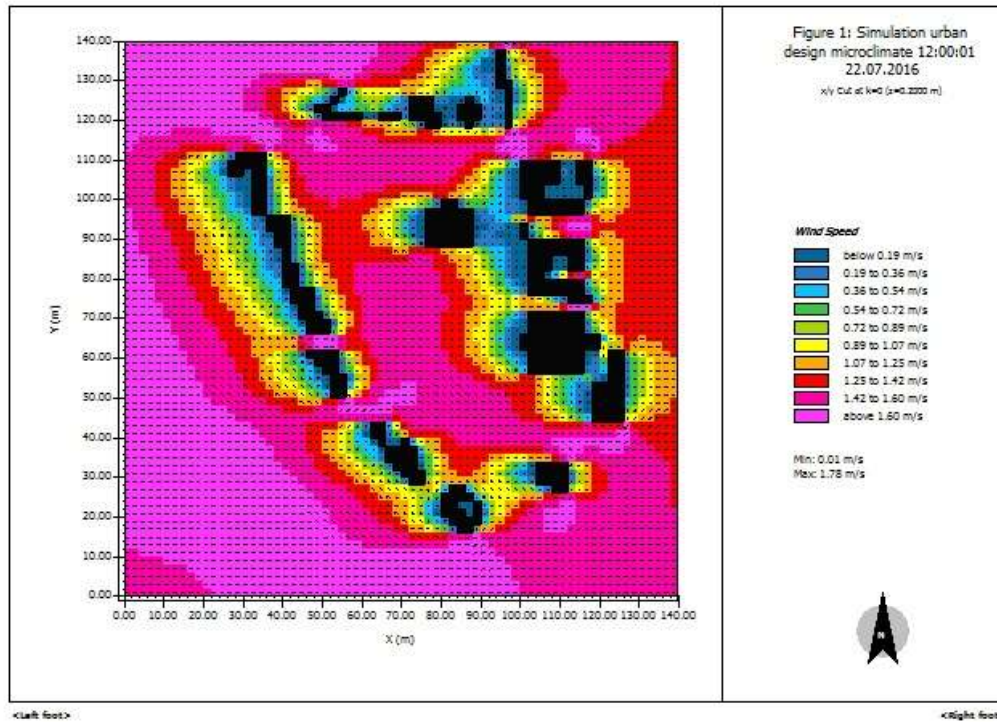 Figure 1: Simulation urban
design microclimate 12:00:01
22.07.2016
x/y Cut at k=0 (z=0.2000 m)
140.00
130.00
120.00
110.00
100.00
90.00
80.00
70.00
60.00
50.00
40.00
30.00
20.00
10.00
0.00
Y (m)
0.00 10.00 20.00 30.00 40.00 50.00 60.00 70.00 80.00 90.00 100.00 110.00 120.00 130.00 140.00
X (m)
Wind Speed
below 0.19 m/s
0.19 to 0.36 m/s
0.36 to 0.54 m/s
0.54 to 0.72 m/s
0.72 to 0.89 m/s
0.89 to 1.07 m/s
1.07 to 1.25 m/s
1.25 to 1.42 m/s
1.42 to 1.60 m/s
above 1.60 m/s
Min: 0.01 m/s
Max: 1.78 m/s
N
<Left foot>
<Right foot